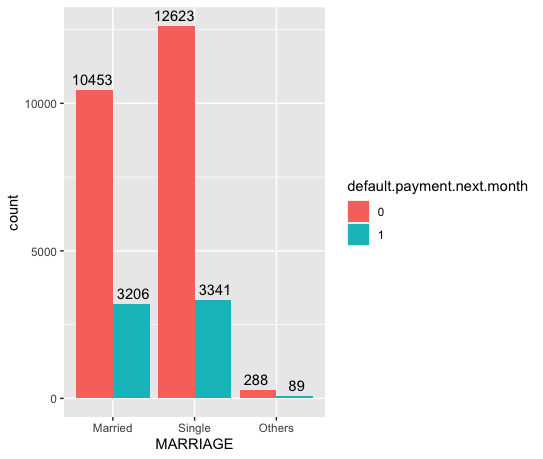 12623
10453
10000
5000
3206
3341
288
89
0
Married
Single
Others
MARRIAGE
count
default.payment.next.month
0
1